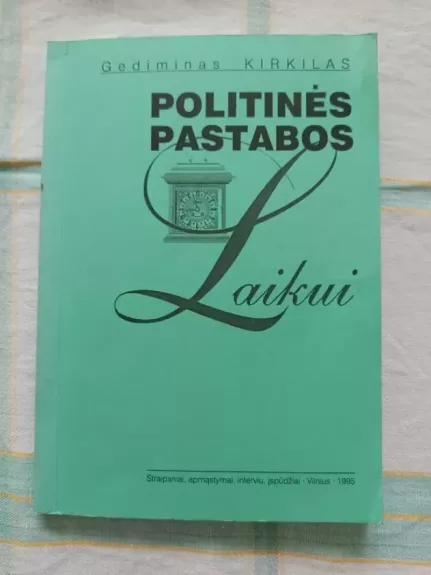 Gediminas KIRKILAS
POLITINĖS
PASTABOS
Laikui
Straipsniai, apmąstymai, interviu, įspūdžiai · Vilnius · 1995